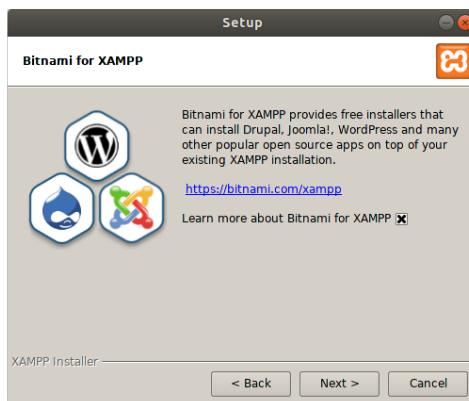 Setup
Bitnami for XAMPP
Bitnami for XAMPP provides free installers that
can install Drupal, Joomla!, WordPress and many
other popular open source apps on top of your
existing XAMPP installation.
https://bitnami.com/xampp
Learn more about Bitnami for XAMPP
XAMPP Installer
< Back
Next >
Cancel